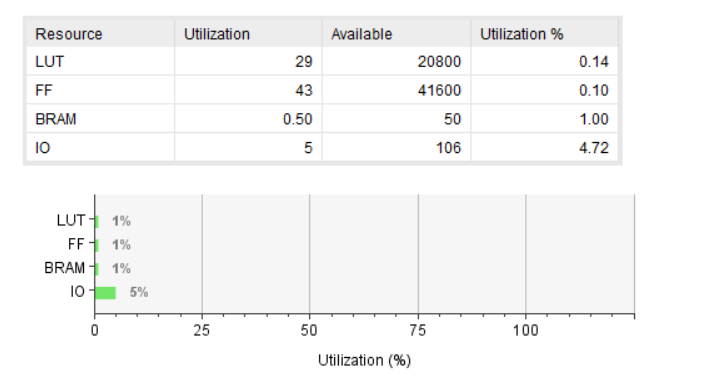 Resource Utilization Available Utilization %
LUT 29 20800 0.14
FF 43 41600 0.10
BRAM 0.50 50 1.00
IO 5 106 4.72
LUT 1%
FF 1%
BRAM 1%
IO 5%
0 25 50 75 100
Utilization (%)